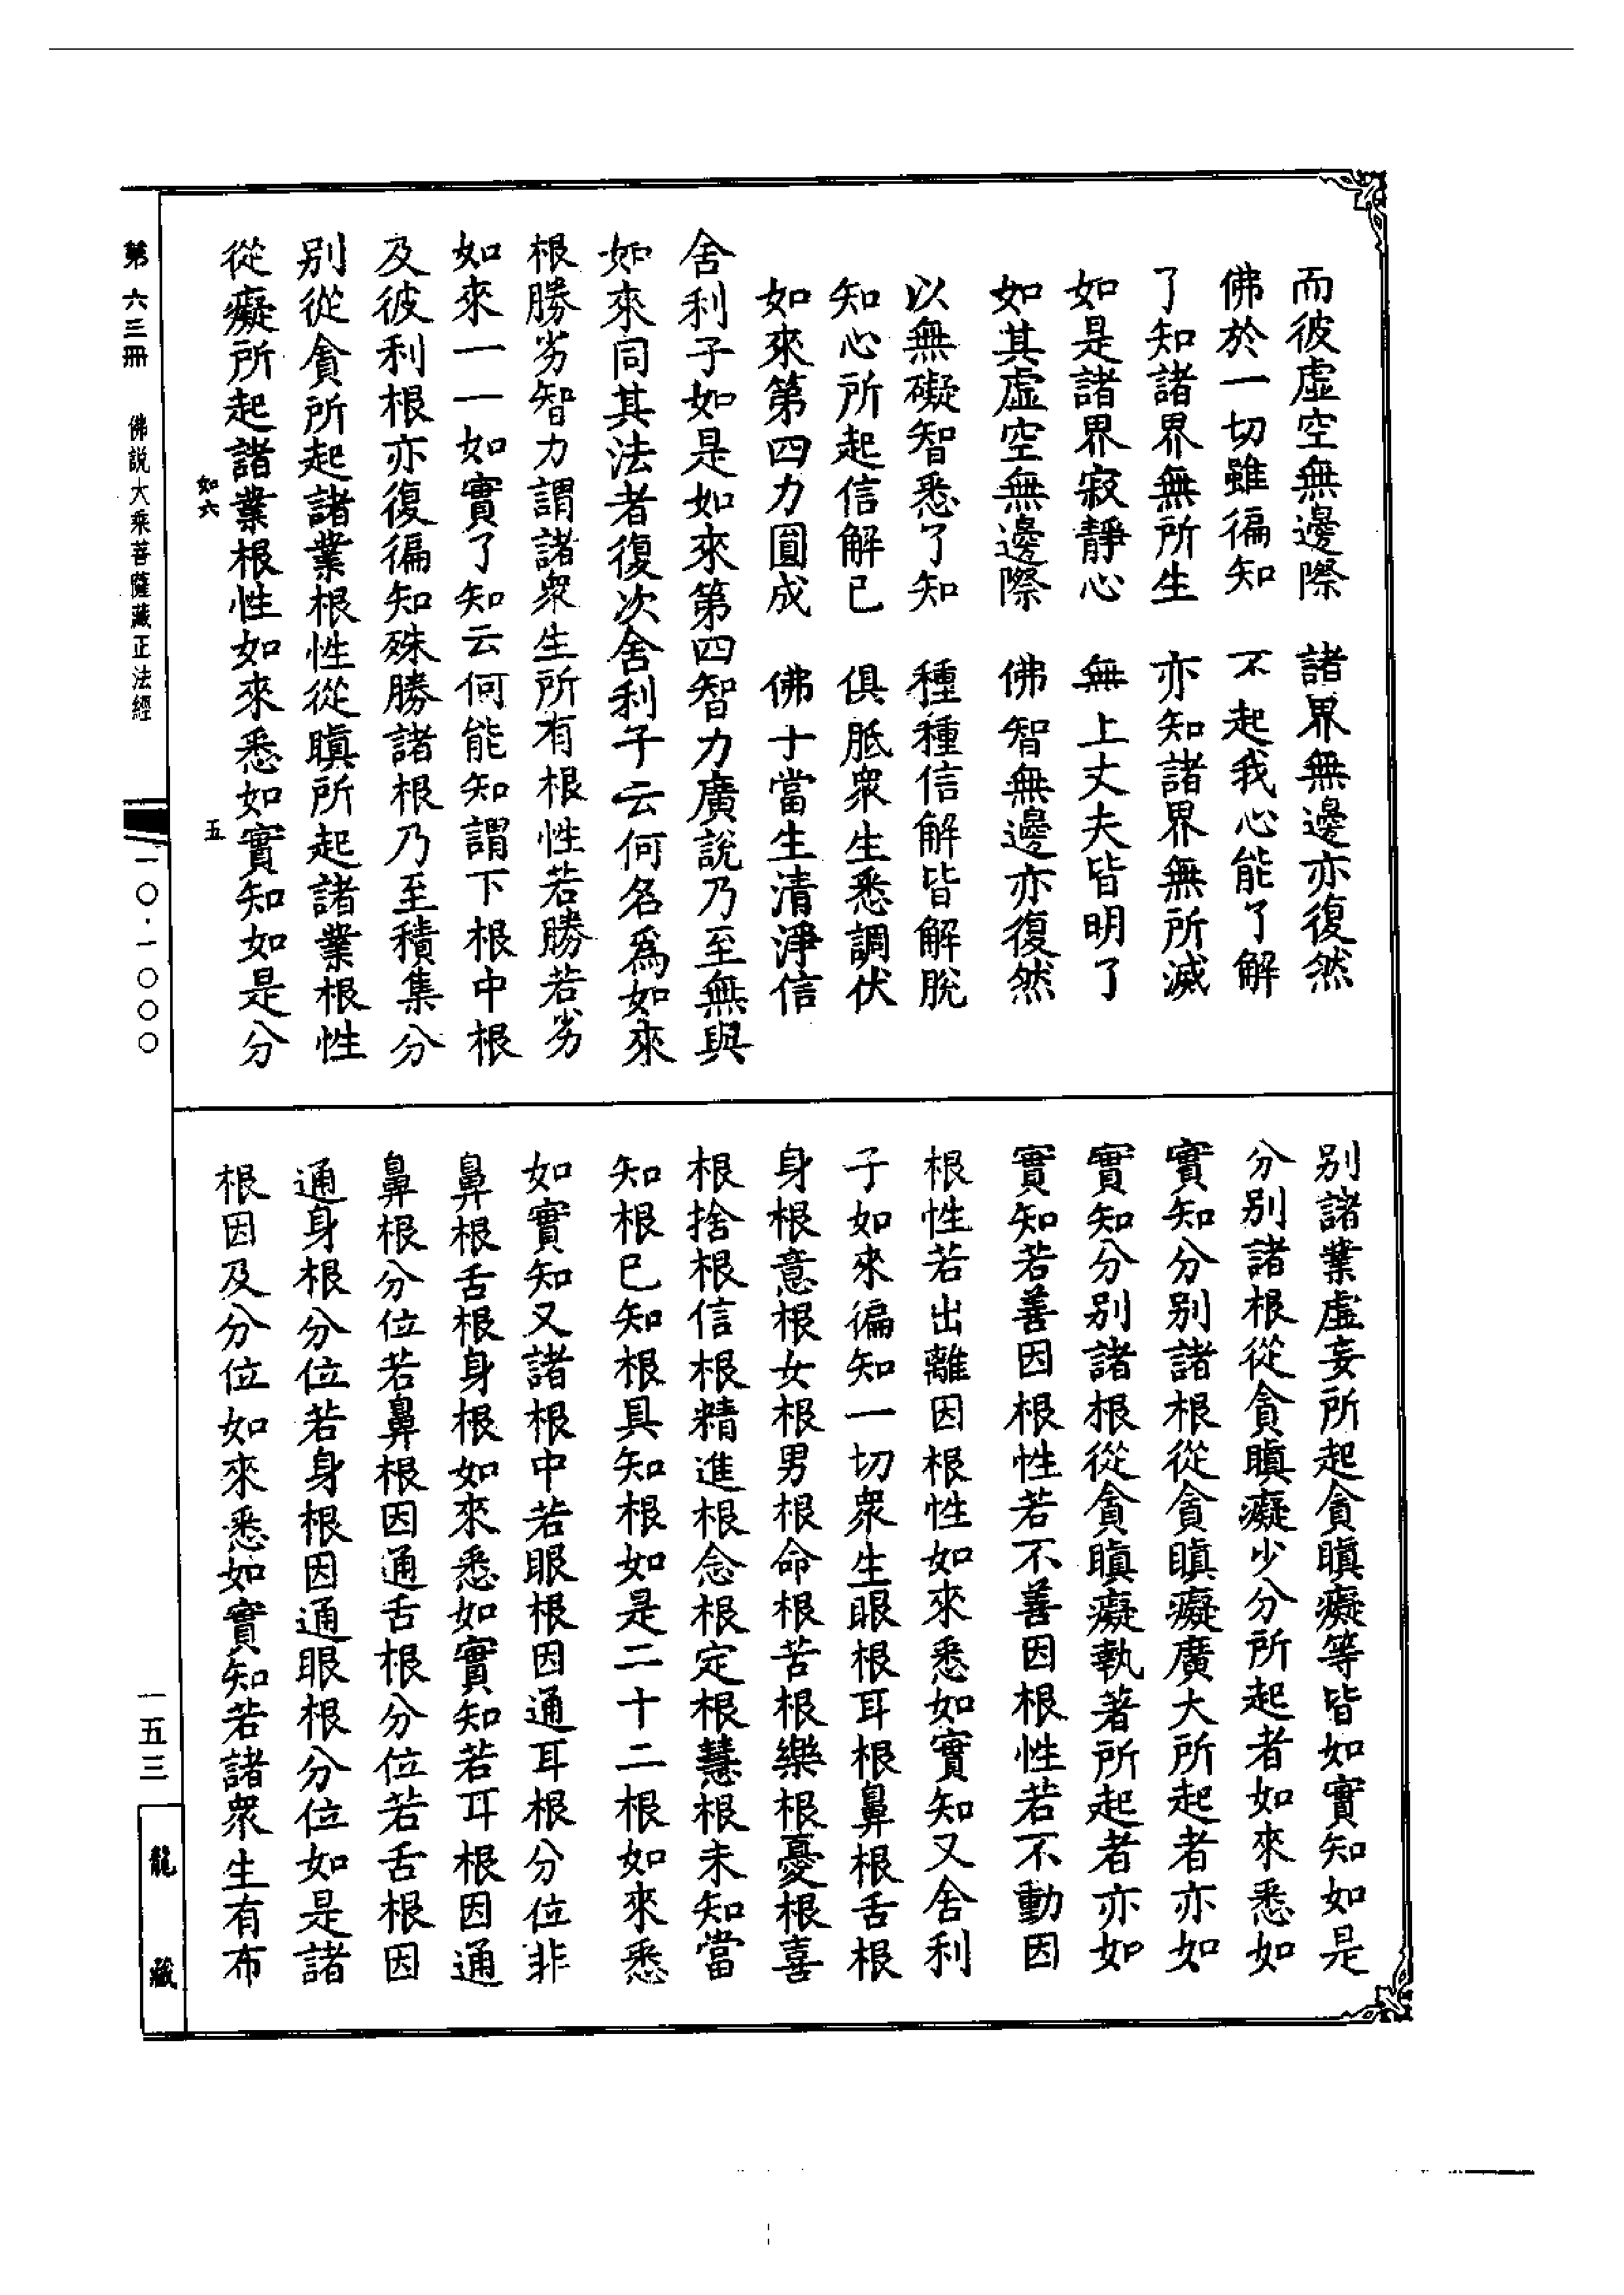 而彼虛空無邊際　諸界無邊亦復然
佛於一切雖徧知　不起我心能了解
了知諸界無所生　亦知諸界無所滅
如是諸界寂靜心　無上丈夫皆明了
如其虛空無邊際　佛智無邊亦復然
以無礙智悉了知　種種信解皆解脫
知心所起信解已　俱胝衆生悉調伏
如來第四力圓成　佛十當生清淨信
舍利子如是如來第四智力廣說乃至無與
如來同其法者復次舍利子云何名爲如來
根勝劣智力謂諸衆生所有根性若勝若劣
如來一一如實了知云何能知謂下根中根
及彼利根亦復徧知殊勝諸根乃至積集分
別從貪所起諸業根性從瞋所起諸業根性
從癡所起諸業根性如來悉如實知如是分
別諸業虛妄所起貪瞋癡等皆如實知如是
分別諸根從貪瞋癡少分所起者如來悉如
實知分別諸根從貪瞋癡廣大所起者亦如
實知分別諸根從貪瞋癡執著所起者亦如
實知若善因根性若不善因根性若不動因
根性若出離因根性如來悉如實知又舍利
子如來徧知一切衆生眼根耳根鼻根舌根
身根意根女根男根命根苦根樂根憂根喜
根捨根信根精進根念根定根慧根未知當
知根已知根具知根如是二十二根如來悉
如實知又諸根中若眼根因通耳根分位非
鼻根舌根身根如來悉如實知若耳根因通
鼻根分位若鼻根因通舌根分位若舌根因
通身根分位若身根因通眼根分位如是諸
根因及分位如來悉如實知若諸衆生有布
如六
五
第六三冊　佛說大乘菩薩藏正法經
一〇·一〇〇〇
一五三
龍藏